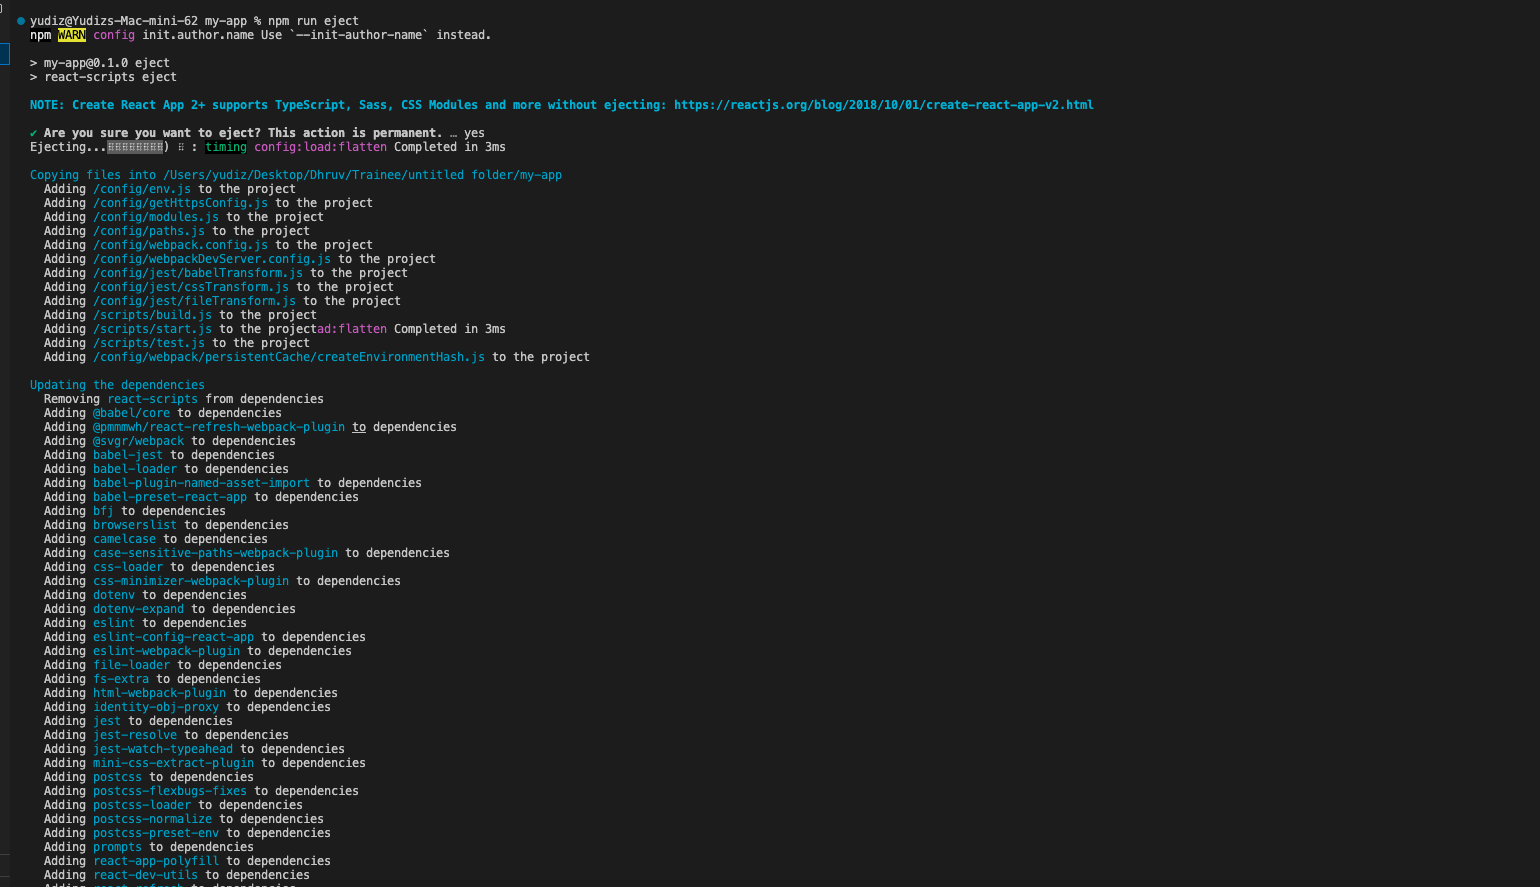 yudiz@Yudizs-Mac-mini-62 my-app % npm run eject
npm WARN config init.author.name Use `--init-author-name` instead.
> my-app@0.1.0 eject
> react-scripts eject
NOTE: Create React App 2+ supports TypeScript, Sass, CSS Modules and more without ejecting: https://reactjs.org/blog/2018/10/01/create-react-app-v2.html
✔ Are you sure you want to eject? This action is permanent. … yes
Ejecting...⠿⠿⠿⠿⠿⠿⠿⠿) ⠿ : timing config:load:flatten Completed in 3ms
Copying files into /Users/yudiz/Desktop/Dhruv/Trainee/untitled folder/my-app
Adding /config/env.js to the project
Adding /config/getHttpsConfig.js to the project
Adding /config/modules.js to the project
Adding /config/paths.js to the project
Adding /config/webpack.config.js to the project
Adding /config/webpackDevServer.config.js to the project
Adding /config/jest/babelTransform.js to the project
Adding /config/jest/cssTransform.js to the project
Adding /config/jest/fileTransform.js to the project
Adding /scripts/build.js to the project
Adding /scripts/start.js to the projectad:flatten Completed in 3ms
Adding /scripts/test.js to the project
Adding /config/webpack/persistentCache/createEnvironmentHash.js to the project
Updating the dependencies
Removing react-scripts from dependencies
Adding @babel/core to dependencies
Adding @pmmmwh/react-refresh-webpack-plugin to dependencies
Adding @svgr/webpack to dependencies
Adding babel-jest to dependencies
Adding babel-loader to dependencies
Adding babel-plugin-named-asset-import to dependencies
Adding babel-preset-react-app to dependencies
Adding bfj to dependencies
Adding browserslist to dependencies
Adding camelcase to dependencies
Adding case-sensitive-paths-webpack-plugin to dependencies
Adding css-loader to dependencies
Adding css-minimizer-webpack-plugin to dependencies
Adding dotenv to dependencies
Adding dotenv-expand to dependencies
Adding eslint to dependencies
Adding eslint-config-react-app to dependencies
Adding eslint-webpack-plugin to dependencies
Adding file-loader to dependencies
Adding fs-extra to dependencies
Adding html-webpack-plugin to dependencies
Adding identity-obj-proxy to dependencies
Adding jest to dependencies
Adding jest-resolve to dependencies
Adding jest-watch-typeahead to dependencies
Adding mini-css-extract-plugin to dependencies
Adding postcss to dependencies
Adding postcss-flexbugs-fixes to dependencies
Adding postcss-loader to dependencies
Adding postcss-normalize to dependencies
Adding postcss-preset-env to dependencies
Adding prompts to dependencies
Adding react-app-polyfill to dependencies
Adding react-dev-utils to dependencies
Adding react-refresh to dependencies